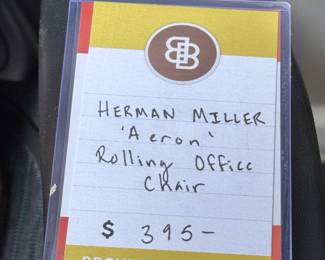 HERMAN MILLER
'Aeron'
Rolling Office
Chair
$ 395-